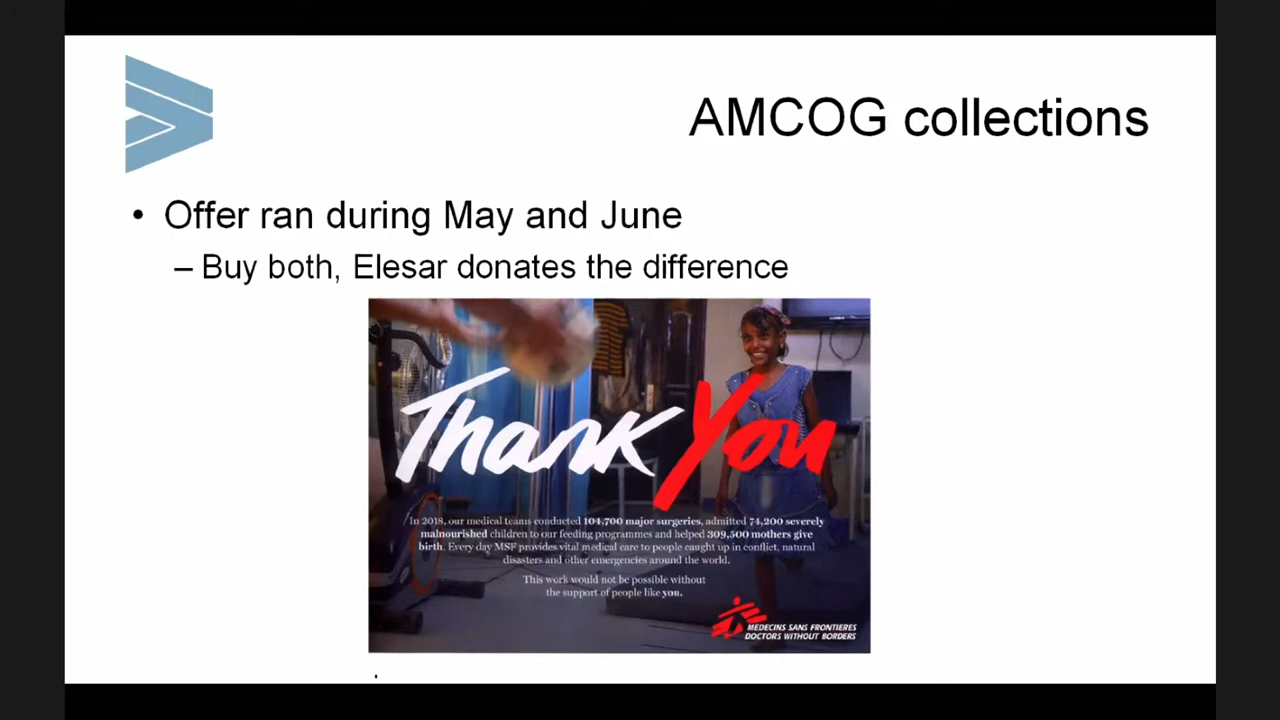 AMCOG collections
• Offer ran during May and June
– Buy both, Elesar donates the difference
Thank You
In 2018, our medical teams conducted 104,700 major surgeries, admitted 74,200 severely
malnourished children to our feeding programmes and helped 309,500 mothers give
birth. Every day MSF provides vital medical care to people caught up in conflict, natural
disasters and other emergencies around the world.
This work would not be possible without
the support of people like you.
MEDECINS SANS FRONTIERES
DOCTORS WITHOUT BORDERS